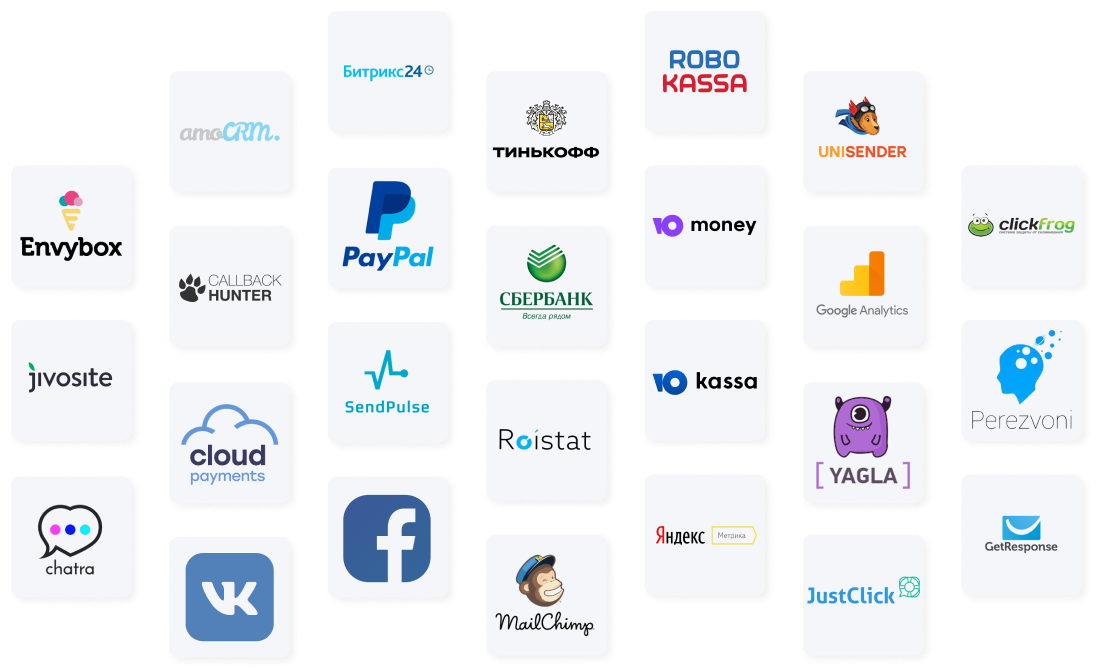 Envybox
jivosite
chatra
amoCRM.
CALLBACK
HUNTER
cloud
payments
VK
Битрикс24
PayPal
SendPulse
f
ТИНЬКОФФ
СБЕРБАНК
Всегда рядом
Roistat
MailChimp
ROBO
KASSA
Ю money
Ю kassa
Яндекс Метрика
UNISENDER
Google Analytics
[ YAGLA ]
JustClick
clickFrog
Perezvoni
GetResponse